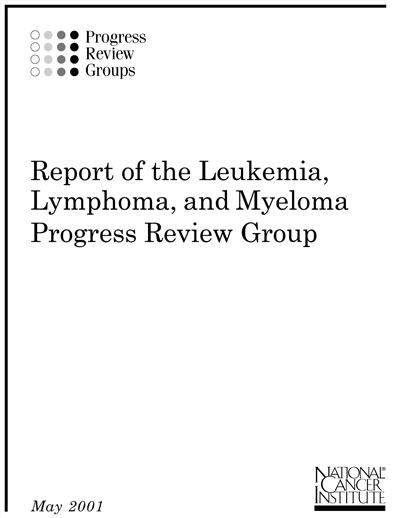 Progress
Review
Groups
Report of the Leukemia,
Lymphoma, and Myeloma
Progress Review Group
May 2001
NATIONAL®
CANCER
INSTITUTE